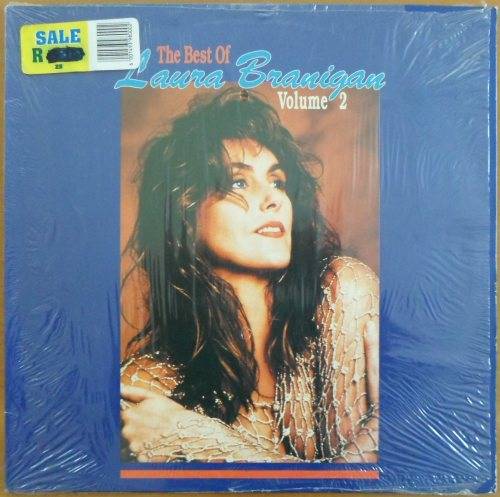 SALE
R
The Best Of
Laura Branigan
Volume 2